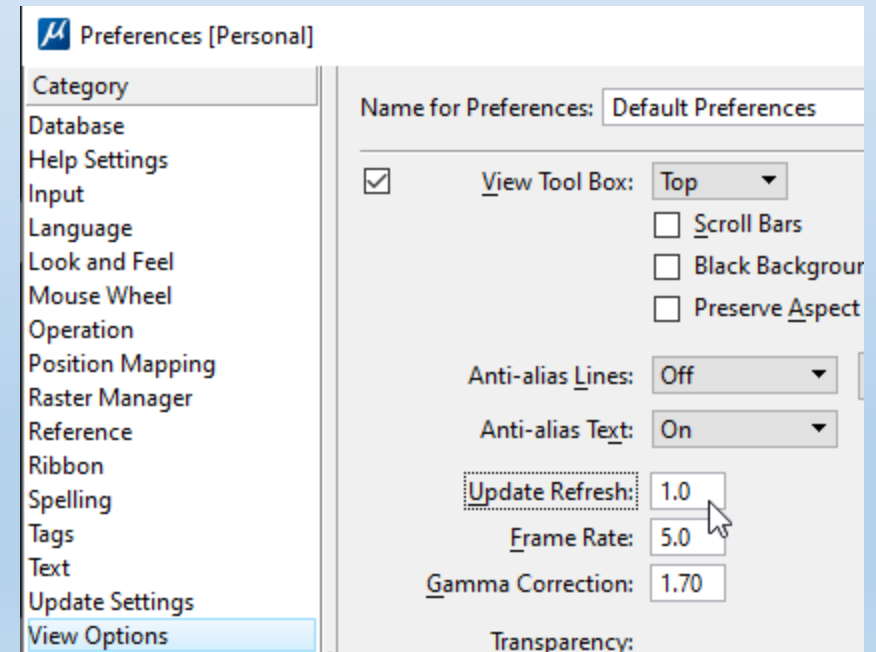 Preferences [Personal]
Category
Database
Help Settings
Input
Language
Look and Feel
Mouse Wheel
Operation
Position Mapping
Raster Manager
Reference
Ribbon
Spelling
Tags
Text
Update Settings
View Options
Name for Preferences: Default Preferences
View Tool Box: Top
Scroll Bars
Black Backgroun
Preserve Aspect
Anti-alias Lines: Off
Anti-alias Text: On
Update Refresh: 1.0
Frame Rate: 5.0
Gamma Correction: 1.70
Transparency: